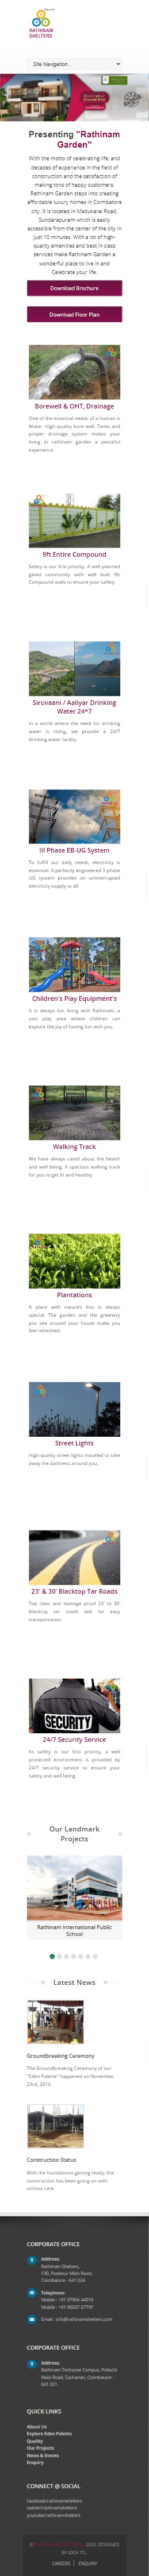 RATHINAM
SHELTERS
Site Navigation...
Presenting "Rathinam
Garden"
With the motto of celebrating life, and
decades of experience in the field of
construction and the satisfaction of
making tons of happy customers,
Rathinam Garden steps into creating
affordable luxury homes in Coimbatore
city. It is located in Madukarai Road,
Sundarapuram which is easily
accessible from the center of the city in
just 10 minutes. With a lot of high-
quality amenities and best in class
services make Rathinam Garden a
wonderful place to live in and
Celebrate your life.
Download Brochure
Download Floor Plan
Borewell & OHT, Drainage
One of the essential needs of a human is
Water. High quality bore well, Tanks and
proper drainage system makes your
living in rathinam garden a peaceful
experience.
9ft Entire Compound
Safety is our first priority. A well-planned
gated community with well built 9ft
Compound walls to ensure your safety.
Siruvaani / Aaliyar Drinking
Water 24*7
In a world where the need for drinking
water is rising, we provide a 24/7
drinking water facility.
III Phase EB-UG System
To fulfill our daily needs, electricity is
essential. A perfectly engineered 3 phase
UG system provides an uninterrupted
electricity supply to all.
Children's Play Equipment's
It is always fun living with Rathinam, a
vast play area where children can
explore the joy of having fun with you.
Walking Track
We have always cared about the health
and well being. A spacious walking track
for you to get fit and healthy.
Plantations
A place with nature's kiss is always
special. The garden and the greenery
you see around your house make you
feel refreshed.
Street Lights
High-quality street lights installed to take
away the darkness around you.
23' & 30' Blacktop Tar Roads
Top class and damage proof 23' to 30'
blacktop tar roads laid for easy
transportation.
SECURITY
24/7 Security Service
As safety is our first priority, a well
protected environment is provided by
24/7 security service to ensure your
safety and well being
Our Landmark
Projects
Rathinam International Public
School
Latest News
Groundbreaking Ceremony
The Groundbreaking Ceremony of our
"Eden Palette" happened on November
23rd, 2014.
Construction Status
With the foundations getting ready, the
construction has been going on with
utmost care.
CORPORATE OFFICE
Address:
Rathinam Shelters,
130, Podanur Main Road,
Coimbatore - 641 024
Telephone:
Mobile : +91 97904 44016
Mobile : +91 90037 67797
Email : info@rathinamshelters.com
CORPORATE OFFICE
Address:
Rathinam Techzone Campus, Pollachi
Main Road, Eachanari, Coimbatore -
641 021.
QUICK LINKS
About Us
Explore Eden Palette
Quality
Our Projects
News & Events
Enquiry
CONNECT @ SOCIAL
facebook/rathinamshelters
twitter/rathinamshelters
youtube/rathinamshelters
© RATHINAM SHELTERS, 2020. DESIGNED
BY IDEA ITL.
CAREERS | ENQUIRY